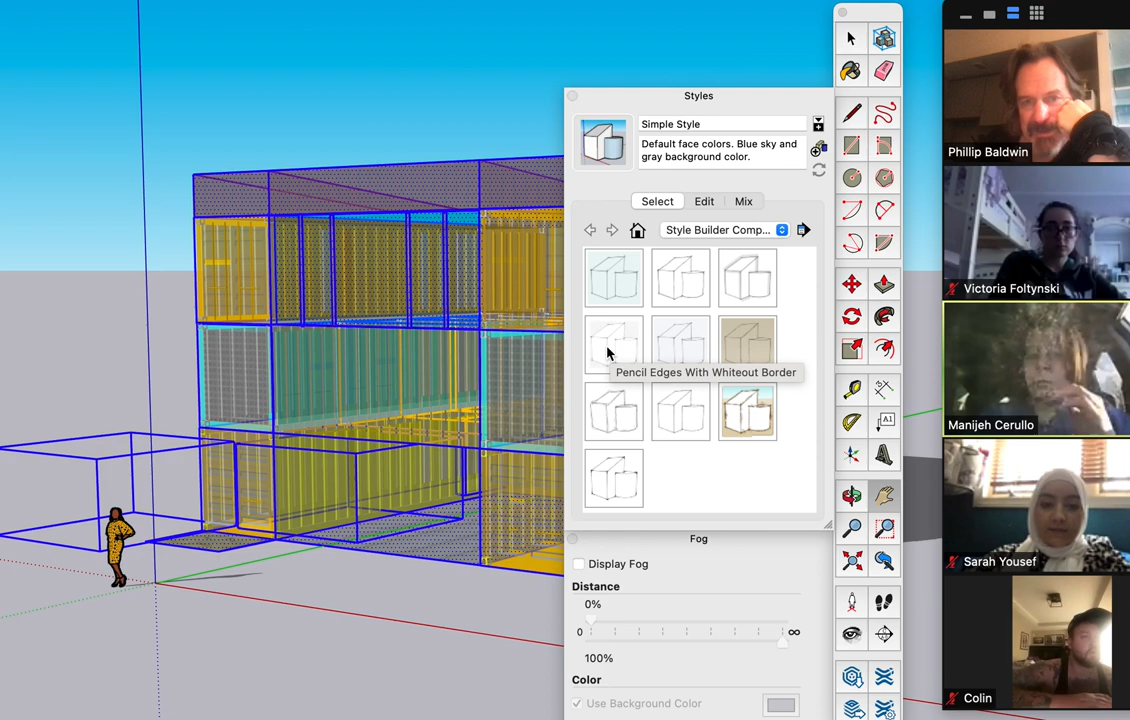 Styles
Simple Style
Default face colors. Blue sky and
gray background color.
Select
Edit
Mix
Style Builder Comp...
Pencil Edges With Whiteout Border
Fog
Display Fog
Distance
0%
0
∞
100%
Color
Use Background Color
A1
Phillip Baldwin
Victoria Foltynski
Manijeh Cerullo
Sarah Yousef
Colin